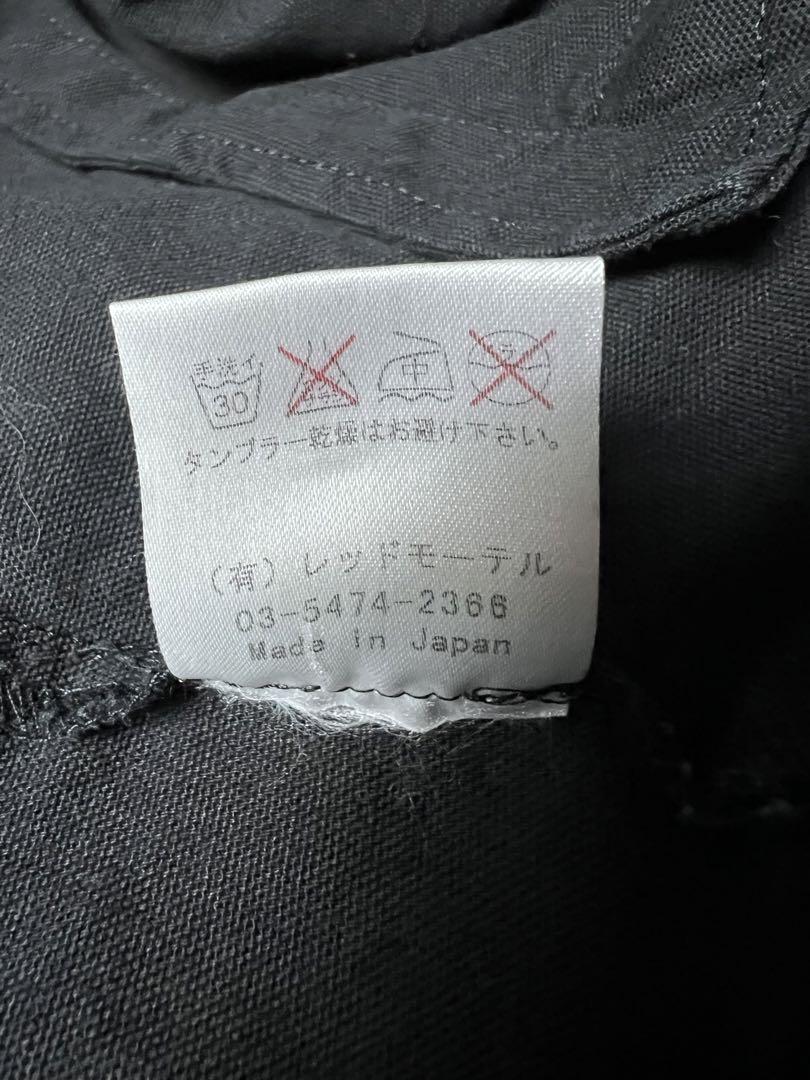 手洗イ
30
中
タンブラー乾燥はお避け下さい。
(有)レッドモーテル
03-5474-2366
Made in Japan